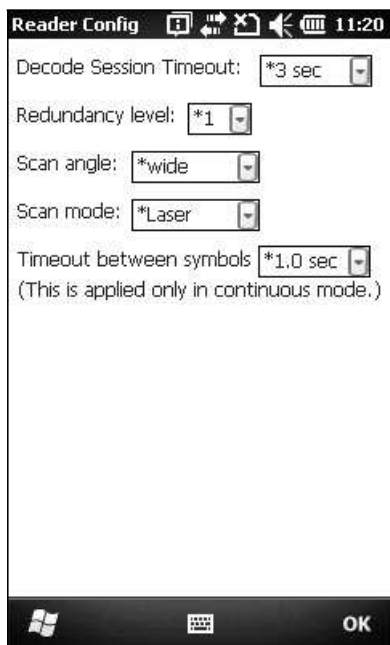 Reader Config 11:20
Decode Session Timeout: *3 sec
Redundancy level: *1
Scan angle: *wide
Scan mode: *Laser
Timeout between symbols *1.0 sec
(This is applied only in continuous mode.)
OK